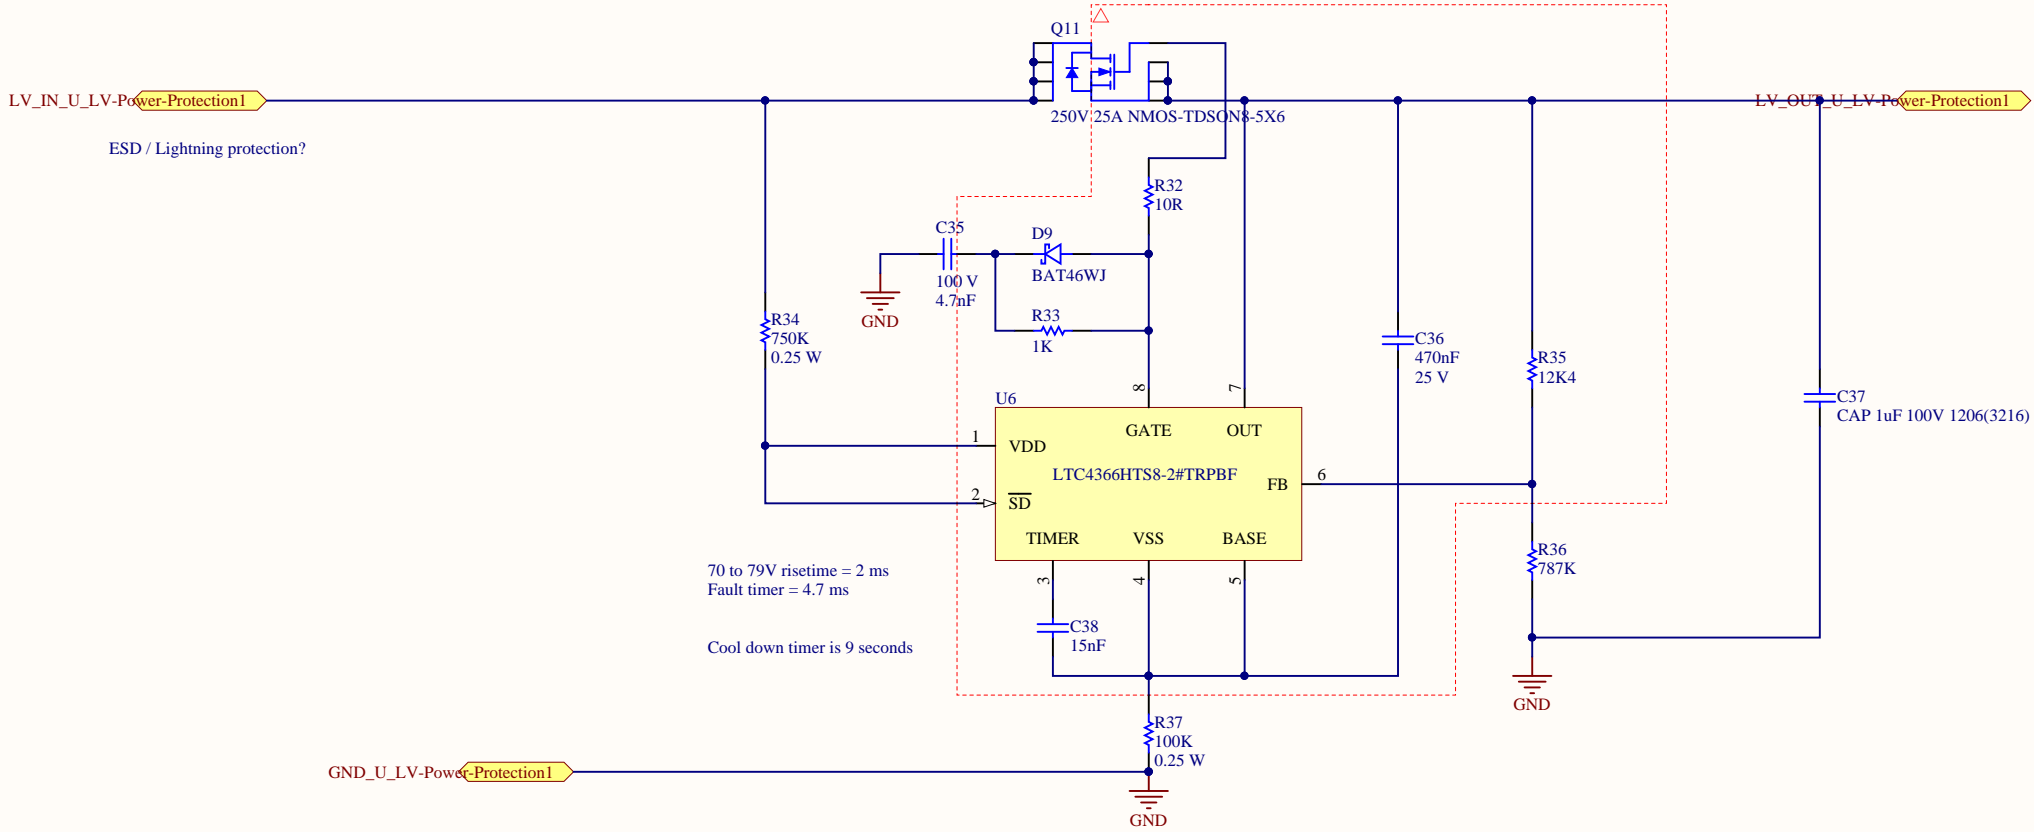 Q11
LV_IN_U_LV-Power-Protection1
LV_OUT_U_LV-Power-Protection1
250V 25A NMOS-TDSON8-5X6
ESD / Lightning protection?
R32
10R
C35
100 V
4.7nF
D9
BAT46WJ
GND
R33
1K
R34
750K
0.25 W
C36
470nF
25 V
R35
12K4
C37
CAP 1uF 100V 1206(3216)
U6
8
7
GATE
OUT
1
VDD
LTC4366HTS8-2#TRPBF
6
FB
2
SD
TIMER
VSS
BASE
3
4
5
70 to 79V risetime = 2 ms
Fault timer = 4.7 ms
R36
787K
C38
15nF
Cool down timer is 9 seconds
GND
R37
100K
0.25 W
GND_U_LV-Power-Protection1
GND